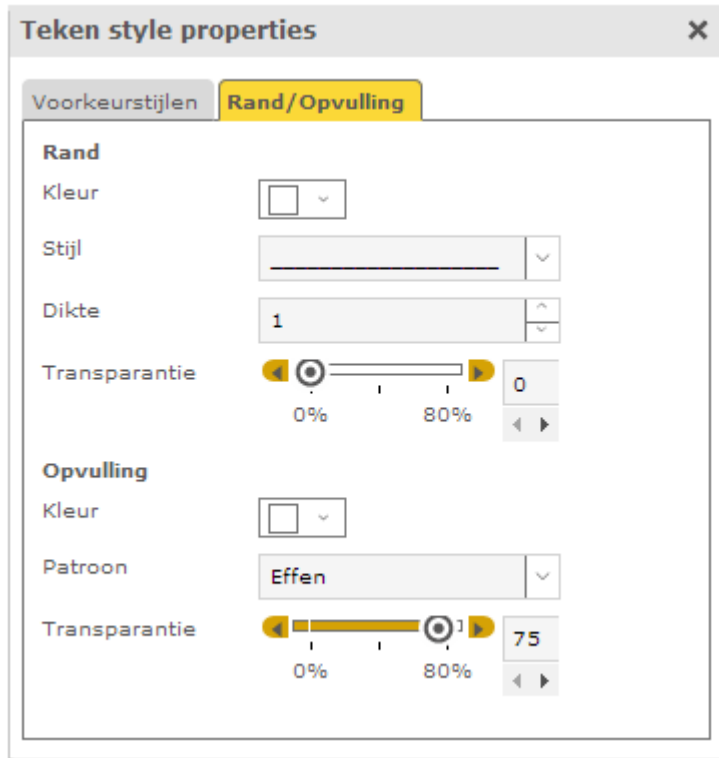 Teken style properties
Voorkeurstijlen Rand/Opvulling
Rand
Kleur
Stijl
Dikte 1
Transparantie 0
0% 80%
Opvulling
Kleur
Patroon Effen
Transparantie 75
0% 80%